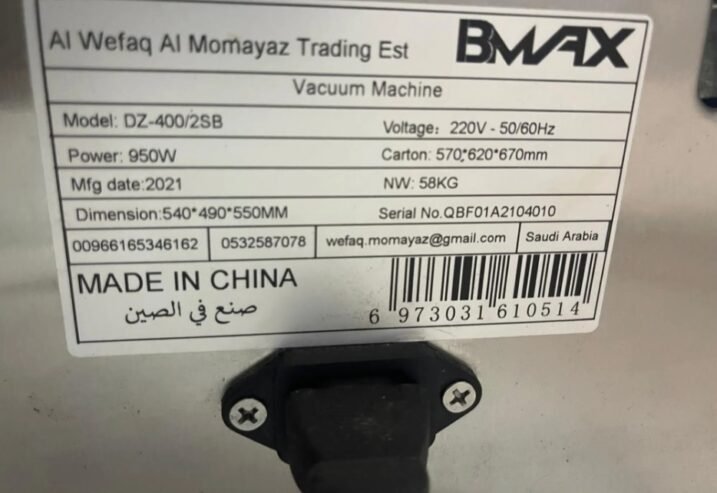 Al Wefaq Al Momayaz Trading Est BMAX
Vacuum Machine
Model: DZ-400/2SB Voltage: 220V - 50/60Hz
Power: 950W Carton: 570*620*670mm
Mfg date:2021 NW: 58KG
Dimension:540*490*550MM Serial No.QBF01A2104010
00966165346162 0532587078 wefaq.momayaz@gmail.com Saudi Arabia
MADE IN CHINA
صنع في الصين
6 973031 610514